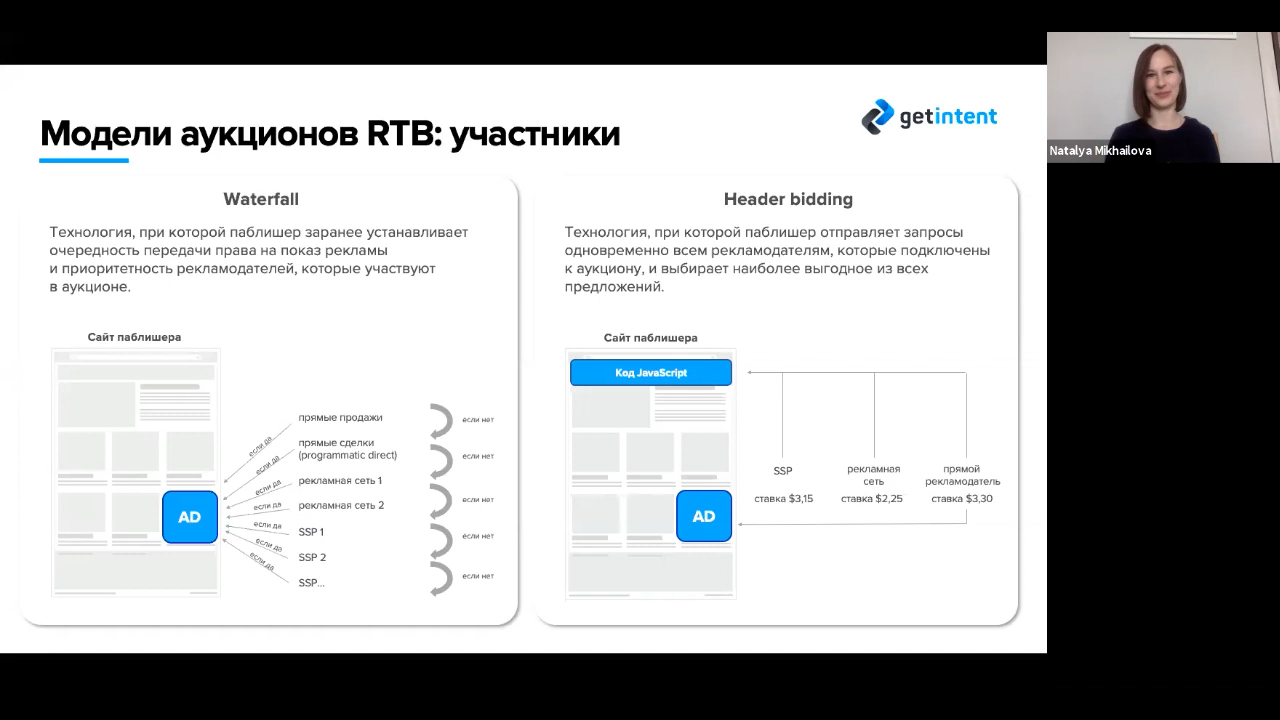 Модели аукционов RTB: участники
getintent
Natalya Mikhailova
Waterfall
Технология, при которой паблишер заранее устанавливает
очередность передачи права на показ рекламы
и приоритетность рекламодателей, которые участвуют
в аукционе.
Сайт паблишера
AD
если да
если да
если да
если да
если да
если да
если да
прямые продажи
прямые сделки
(programmatic direct)
рекламная сеть 1
рекламная сеть 2
SSP 1
SSP 2
SSP...
если нет
если нет
если нет
если нет
если нет
Header bidding
Технология, при которой паблишер отправляет запросы
одновременно всем рекламодателям, которые подключены
к аукциону, и выбирает наиболее выгодное из всех
предложений.
Сайт паблишера
Код JavaScript
AD
SSP
ставка $3,15
рекламная
сеть
ставка $2,25
прямой
рекламодатель
ставка $3,30